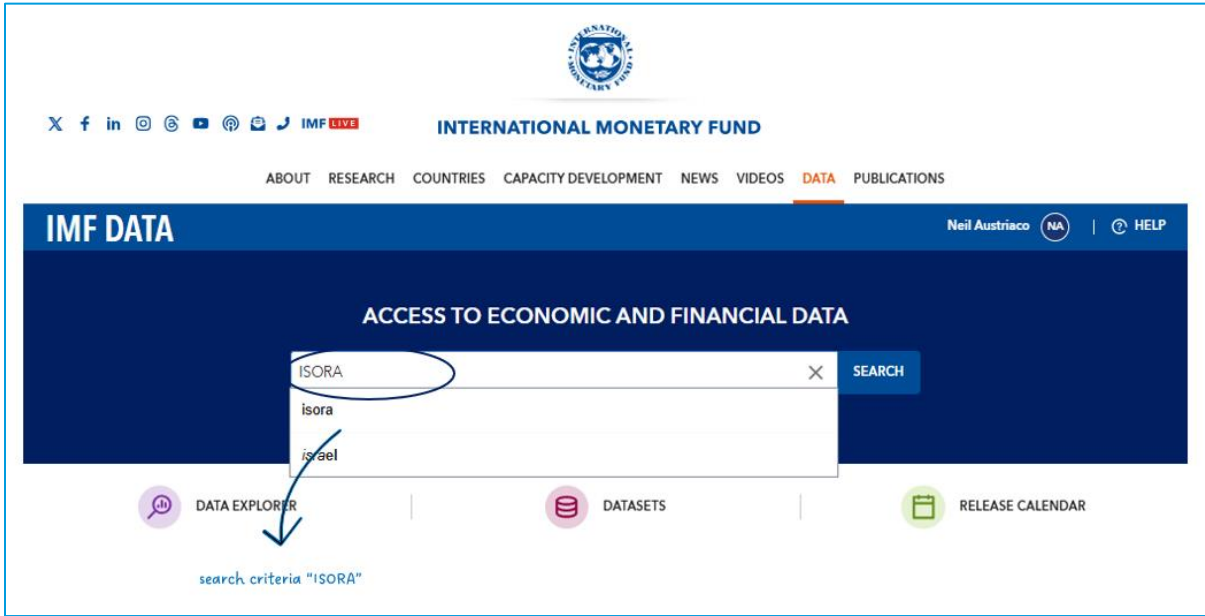 INTERNATIONAL MONETARY FUND
IMF LIVE
INTERNATIONAL MONETARY FUND
ABOUT RESEARCH COUNTRIES CAPACITY DEVELOPMENT NEWS VIDEOS DATA PUBLICATIONS
IMF DATA
Neil Austriaco NA | ? HELP
ACCESS TO ECONOMIC AND FINANCIAL DATA
ISORA
SEARCH
isora
israel
DATA EXPLORER
DATASETS
RELEASE CALENDAR
search criteria "ISORA"